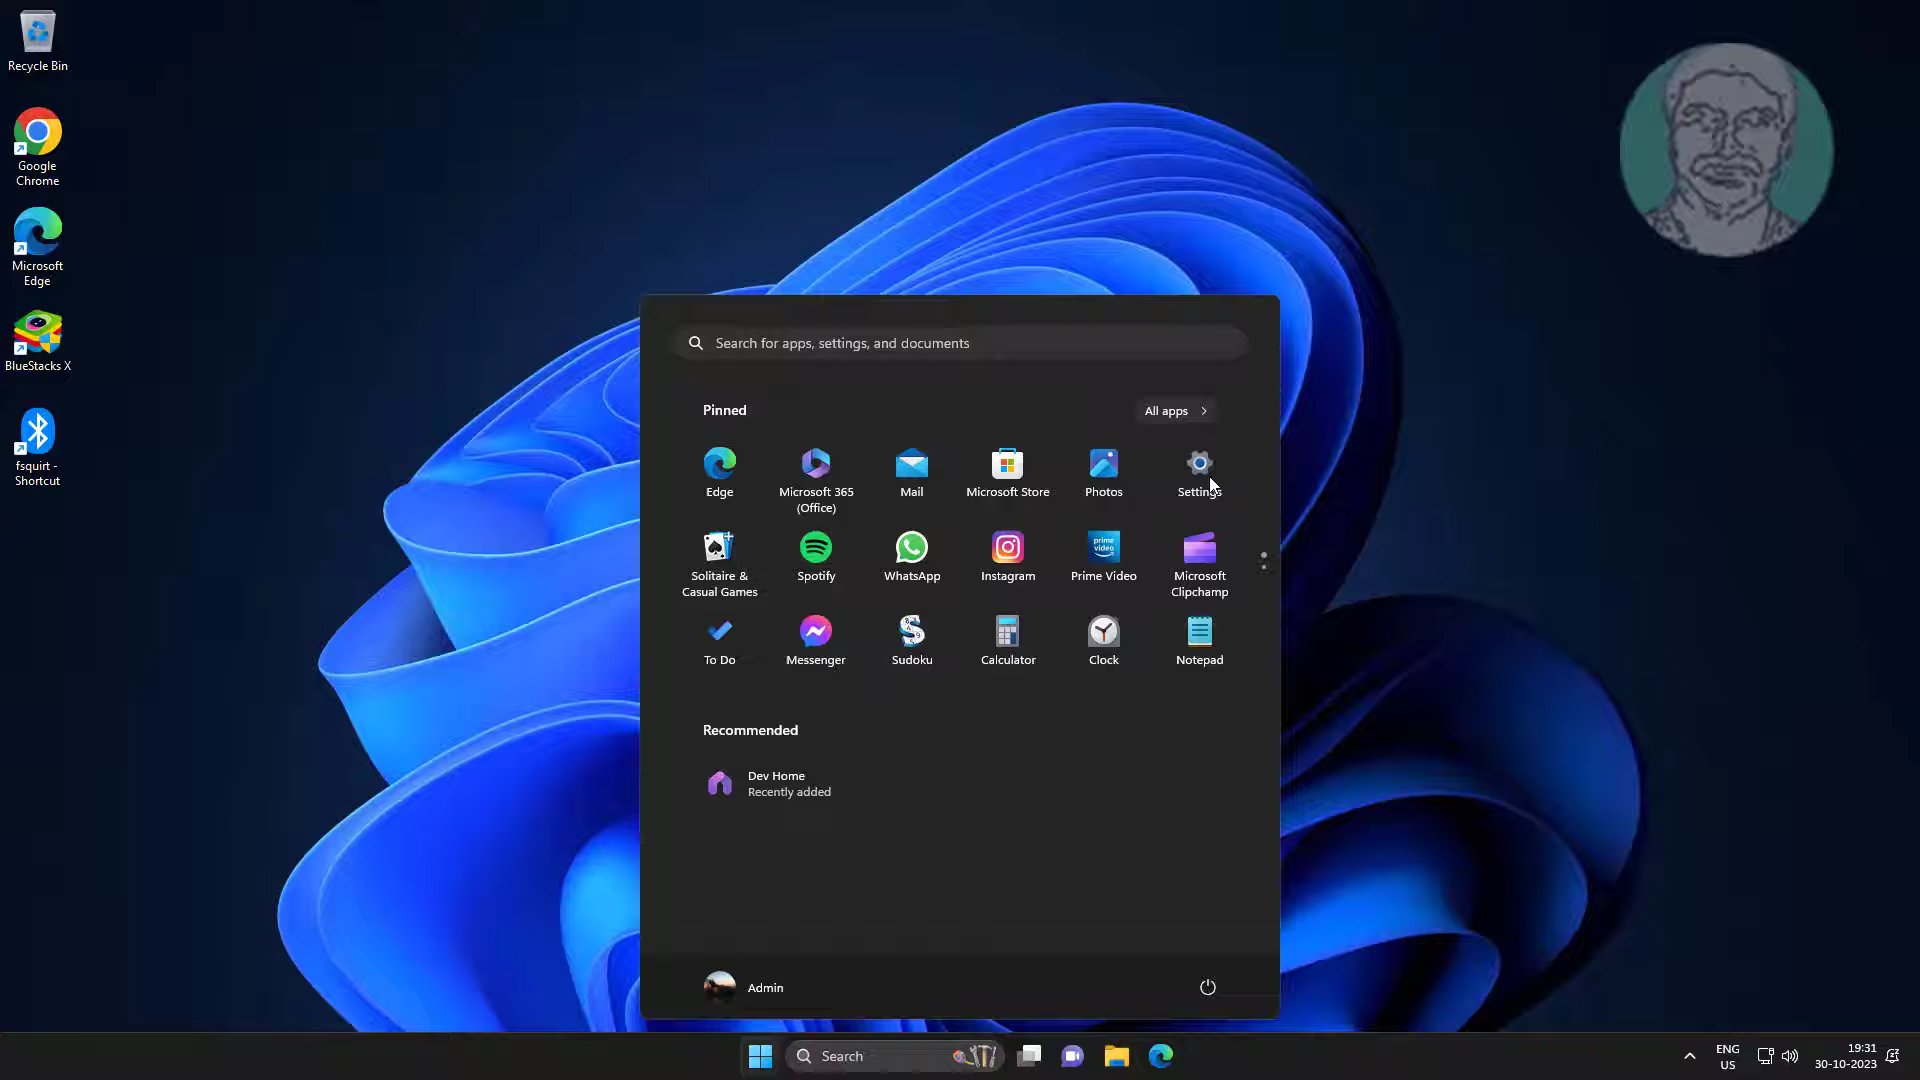 Recycle Bin
Google
Chrome
Microsoft
Edge
BlueStacks X
fsquirt -
Shortcut
Search for apps, settings, and documents
Pinned
All apps
Edge
Microsoft 365
(Office)
Mail
Microsoft Store
Photos
Settings
Solitaire &
Casual Games
Spotify
WhatsApp
Instagram
prime
video
Prime Video
Microsoft
Clipchamp
To Do
Messenger
Sudoku
Calculator
Clock
Notepad
Recommended
Dev Home
Recently added
Admin
Search
ENG
US
19:31
30-10-2023